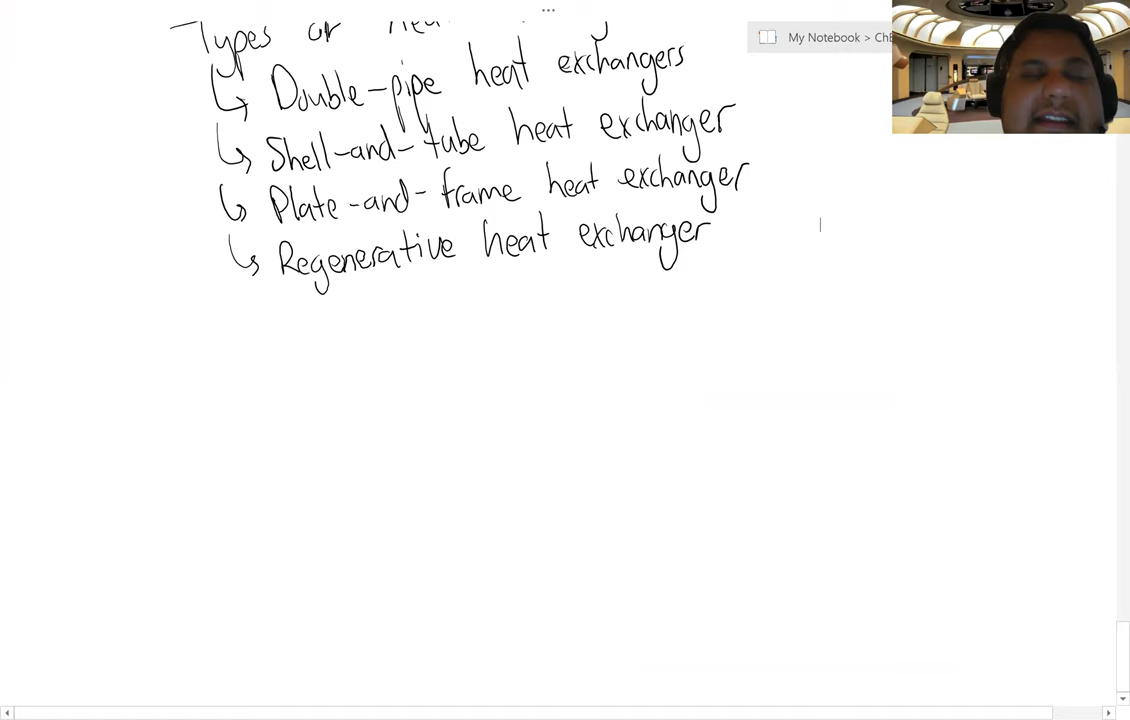 Types of
↳ Double-pipe heat exchangers
↳ Shell-and-tube heat exchanger
↳ Plate-and-frame heat exchanger
↳ Regenerative heat exchanger
My Notebook > ChE